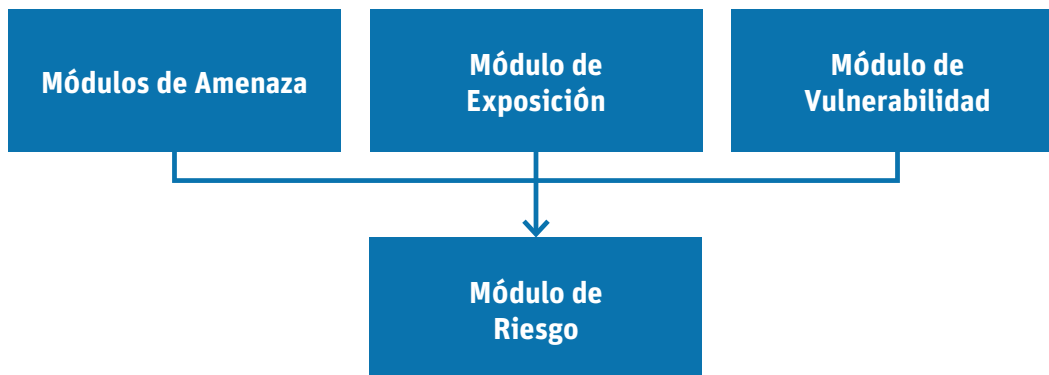 Módulos de Amenaza
Módulo de
Exposición
Módulo de
Vulnerabilidad
Módulo de
Riesgo